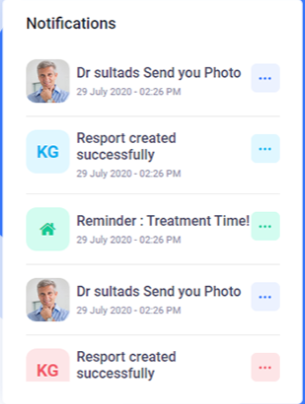 Notifications
Dr sultads Send you Photo
29 July 2020 - 02:26 PM
KG
Resport created
successfully
29 July 2020 - 02:26 PM
Reminder : Treatment Time!
29 July 2020 - 02:26 PM
Dr sultads Send you Photo
29 July 2020 - 02:26 PM
KG
Resport created
successfully